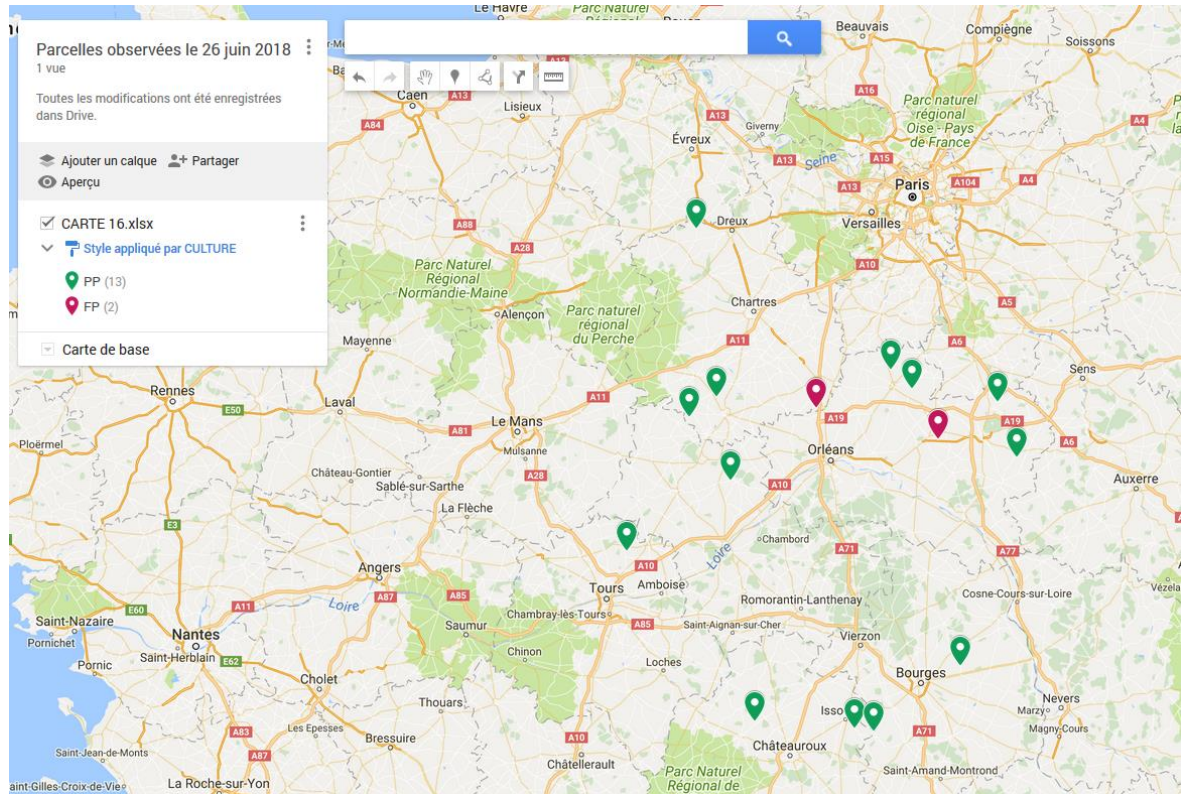 Parcelles observées le 26 juin 2018
1 vue
Toutes les modifications ont été enregistrées
dans Drive.
Ajouter un calque
Partager
Aperçu
CARTE 16.xlsx
Style appliqué par CULTURE
PP (13)
FP (2)
Carte de base
Le Havre
Parc Naturel
Beauvais
Compiègne
Soissons
Caen
A13
A13
Lisieux
A84
A16
Parc naturel
régional
Oise - Pays
de France
A4
Évreux
Giverny
A13
Seine
A15
A13
Paris
A104
A4
Dreux
Versailles
A88
A28
A10
Parc Naturel
Régional
Normandie-Maine
Alençon
Parc naturel
régional
du Perche
Chartres
A5
Mayenne
A11
A6
Sens
Rennes
E50
Laval
A11
A19
A19
Le Mans
A81
Mulsanne
Ploërmel
Orléans
A6
Château-Gontier
Sablé-sur-Sarthe
A28
A10
Auxerre
La Flèche
E3
Chambord
Loire
A71
A77
Angers
A10
Tours
Amboise
Romorantin-Lanthenay
Cosne-Cours-sur-Loire
Vézela
E60
A11
Loire
A87
A85
Saint-Nazaire
Pornichet
Nantes
Saumur
Chambray-lès-Tours
A85
Saint-Aignan-sur-Cher
Vierzon
Saint-Herblain
E62
Chinon
Pornic
Loches
Bourges
Cholet
Thouars
Nevers
Marzy
Isso
A83
Les Epesses
Bressuire
A10
A71
Magny-Cours
Saint-Jean-de-Monts
A87
Châteauroux
Châtellerault
Parc Naturel
Régional de
Saint-Amand-Montrond
aint-Gilles-Croix-de-Vie
La Roche-sur-Yon